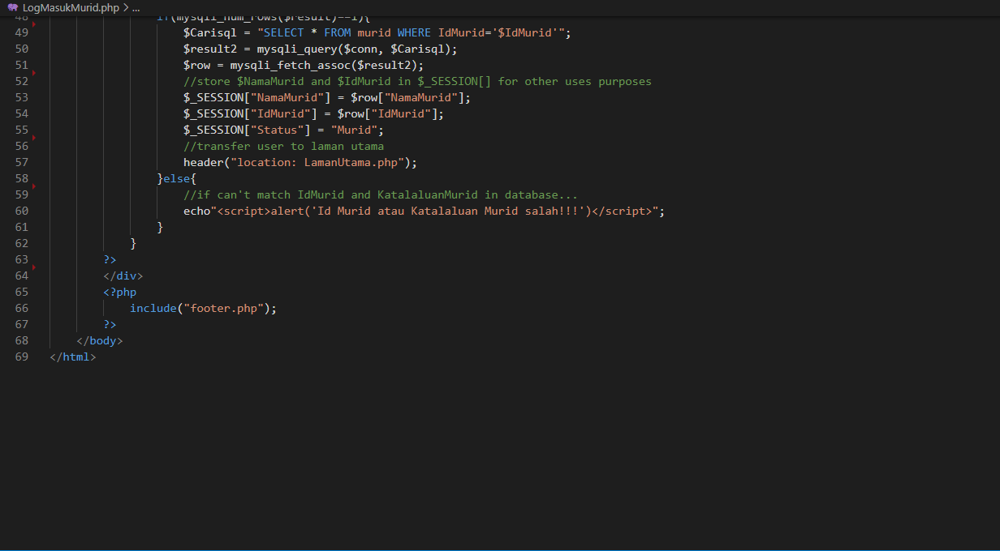 LogMasukMurid.php > ...
48 if(mysqli_num_rows($result)==1){
49 $Carisql = "SELECT * FROM murid WHERE IdMurid='$IdMurid'";
50 $result2 = mysqli_query($conn, $Carisql);
51 $row = mysqli_fetch_assoc($result2);
52 //store $NamaMurid and $IdMurid in $_SESSION[] for other uses purposes
53 $_SESSION["NamaMurid"] = $row["NamaMurid"];
54 $_SESSION["IdMurid"] = $row["IdMurid"];
55 $_SESSION["Status"] = "Murid";
56 //transfer user to laman utama
57 header("location: LamanUtama.php");
58 }else{
59 //if can't match IdMurid and KatalaluanMurid in database...
60 echo"<script>alert('Id Murid atau Katalaluan Murid salah!!!')</script>";
61 }
62 }
63 ?>
64 </div>
65 <?php
66 include("footer.php");
67 ?>
68 </body>
69 </html>